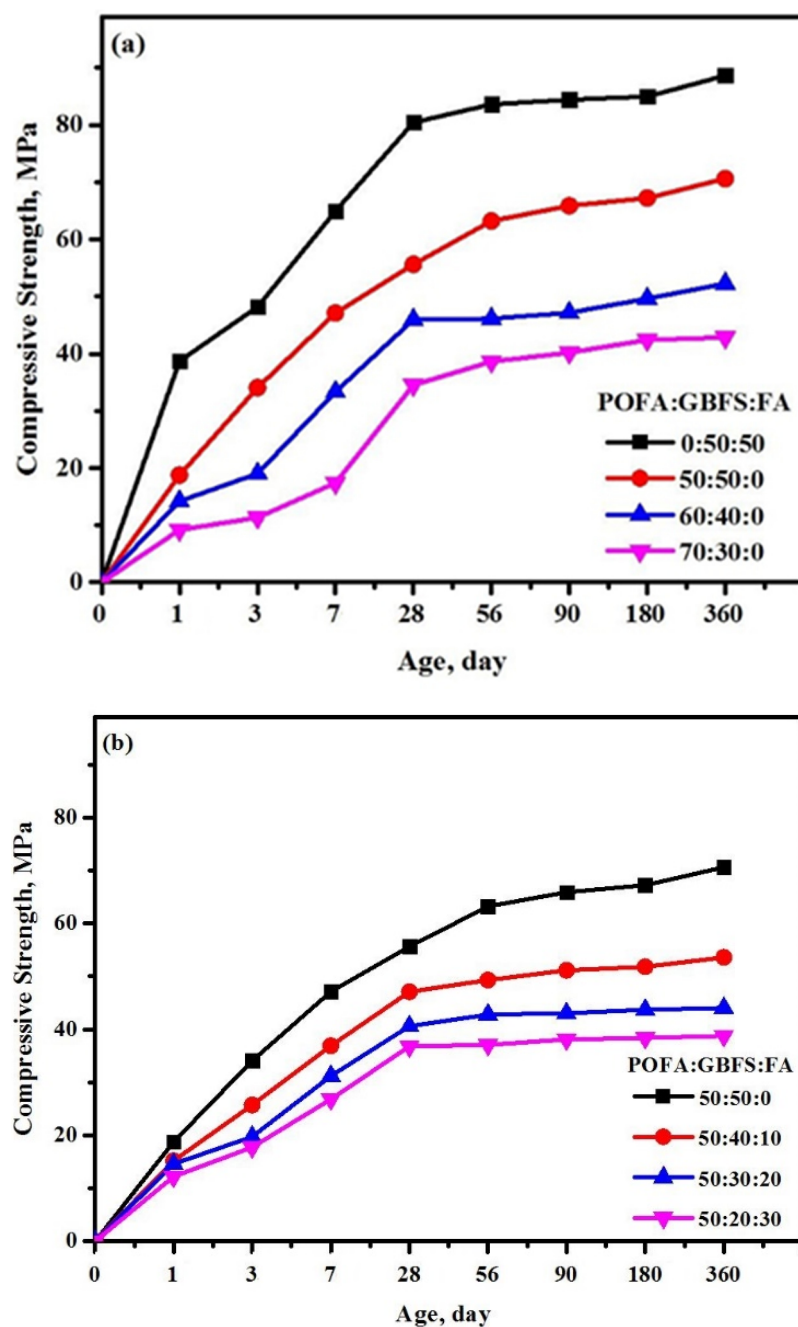 (a)
80
60
40
20
0
Compressive Strength, MPa
POFA:GBFS:FA
0:50:50
50:50:0
60:40:0
70:30:0
0 1 3 7 28 56 90 180 360
Age, day
(b)
80
60
40
20
0
Compressive Strength, MPa
POFA:GBFS:FA
50:50:0
50:40:10
50:30:20
50:20:30
0 1 3 7 28 56 90 180 360
Age, day